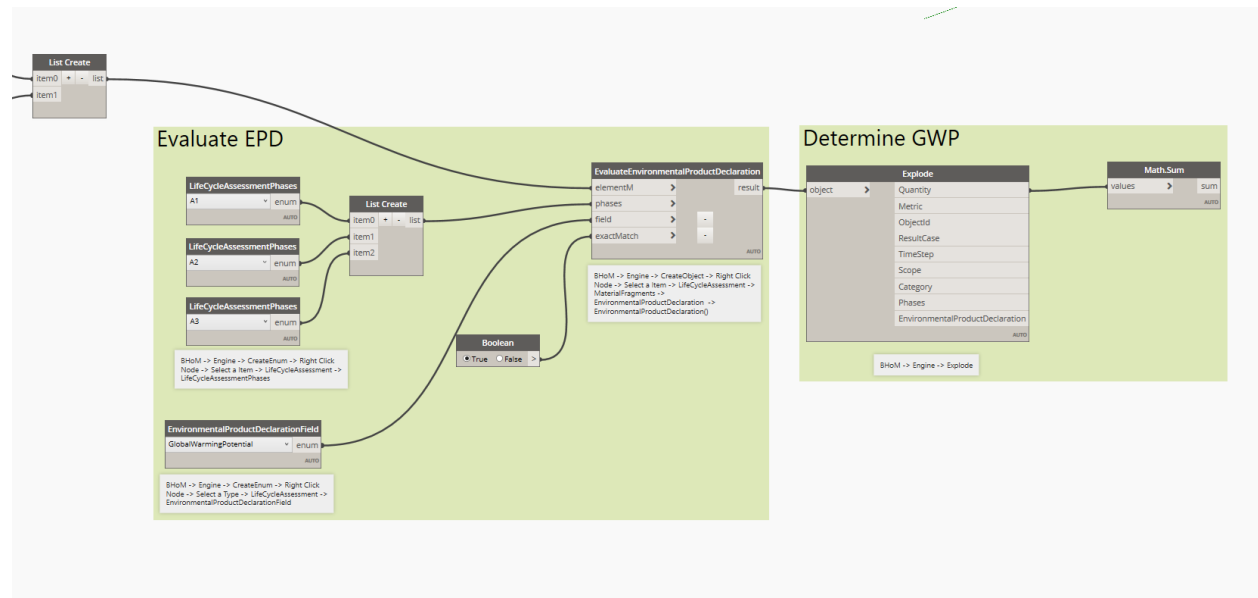 List Create
item0 + - list
item1
Evaluate EPD
LifeCycleAssessmentPhases
A1 enum
AUTO
LifeCycleAssessmentPhases
A2 enum
AUTO
LifeCycleAssessmentPhases
A3 enum
AUTO
BHoM -> Engine -> CreateEnum -> Right Click
Node -> Select a Item -> LifeCycleAssessment ->
LifeCycleAssessmentPhases
List Create
item0 + - list
item1
item2
EnvironmentalProductDeclarationField
GlobalWarmingPotential enum
AUTO
BHoM -> Engine -> CreateEnum -> Right Click
Node -> Select a Type -> LifeCycleAssessment ->
EnvironmentalProductDeclarationField
Boolean
True False >
EvaluateEnvironmentalProductDeclaration
elementM > result
phases >
field > -
exactMatch > -
AUTO
BHoM -> Engine -> CreateObject -> Right Click
Node -> Select a Item -> LifeCycleAssessment ->
MaterialFragments ->
EnvironmentalProductDeclaration ->
EnvironmentalProductDeclaration()
Determine GWP
Explode
object > Quantity
Metric
ObjectId
ResultCase
TimeStep
Scope
Category
Phases
EnvironmentalProductDeclaration
AUTO
BHoM -> Engine -> Explode
Math.Sum
values > sum
AUTO